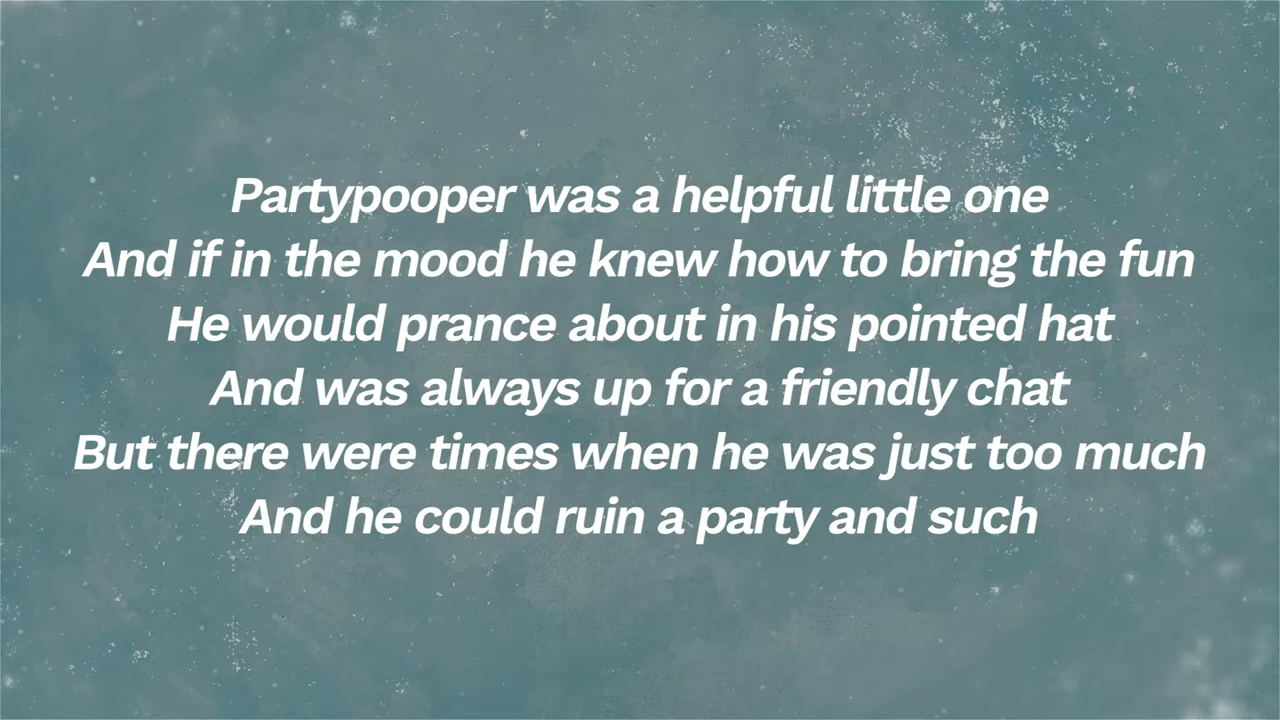 Partypooper was a helpful little one
And if in the mood he knew how to bring the fun
He would prance about in his pointed hat
And was always up for a friendly chat
But there were times when he was just too much
And he could ruin a party and such